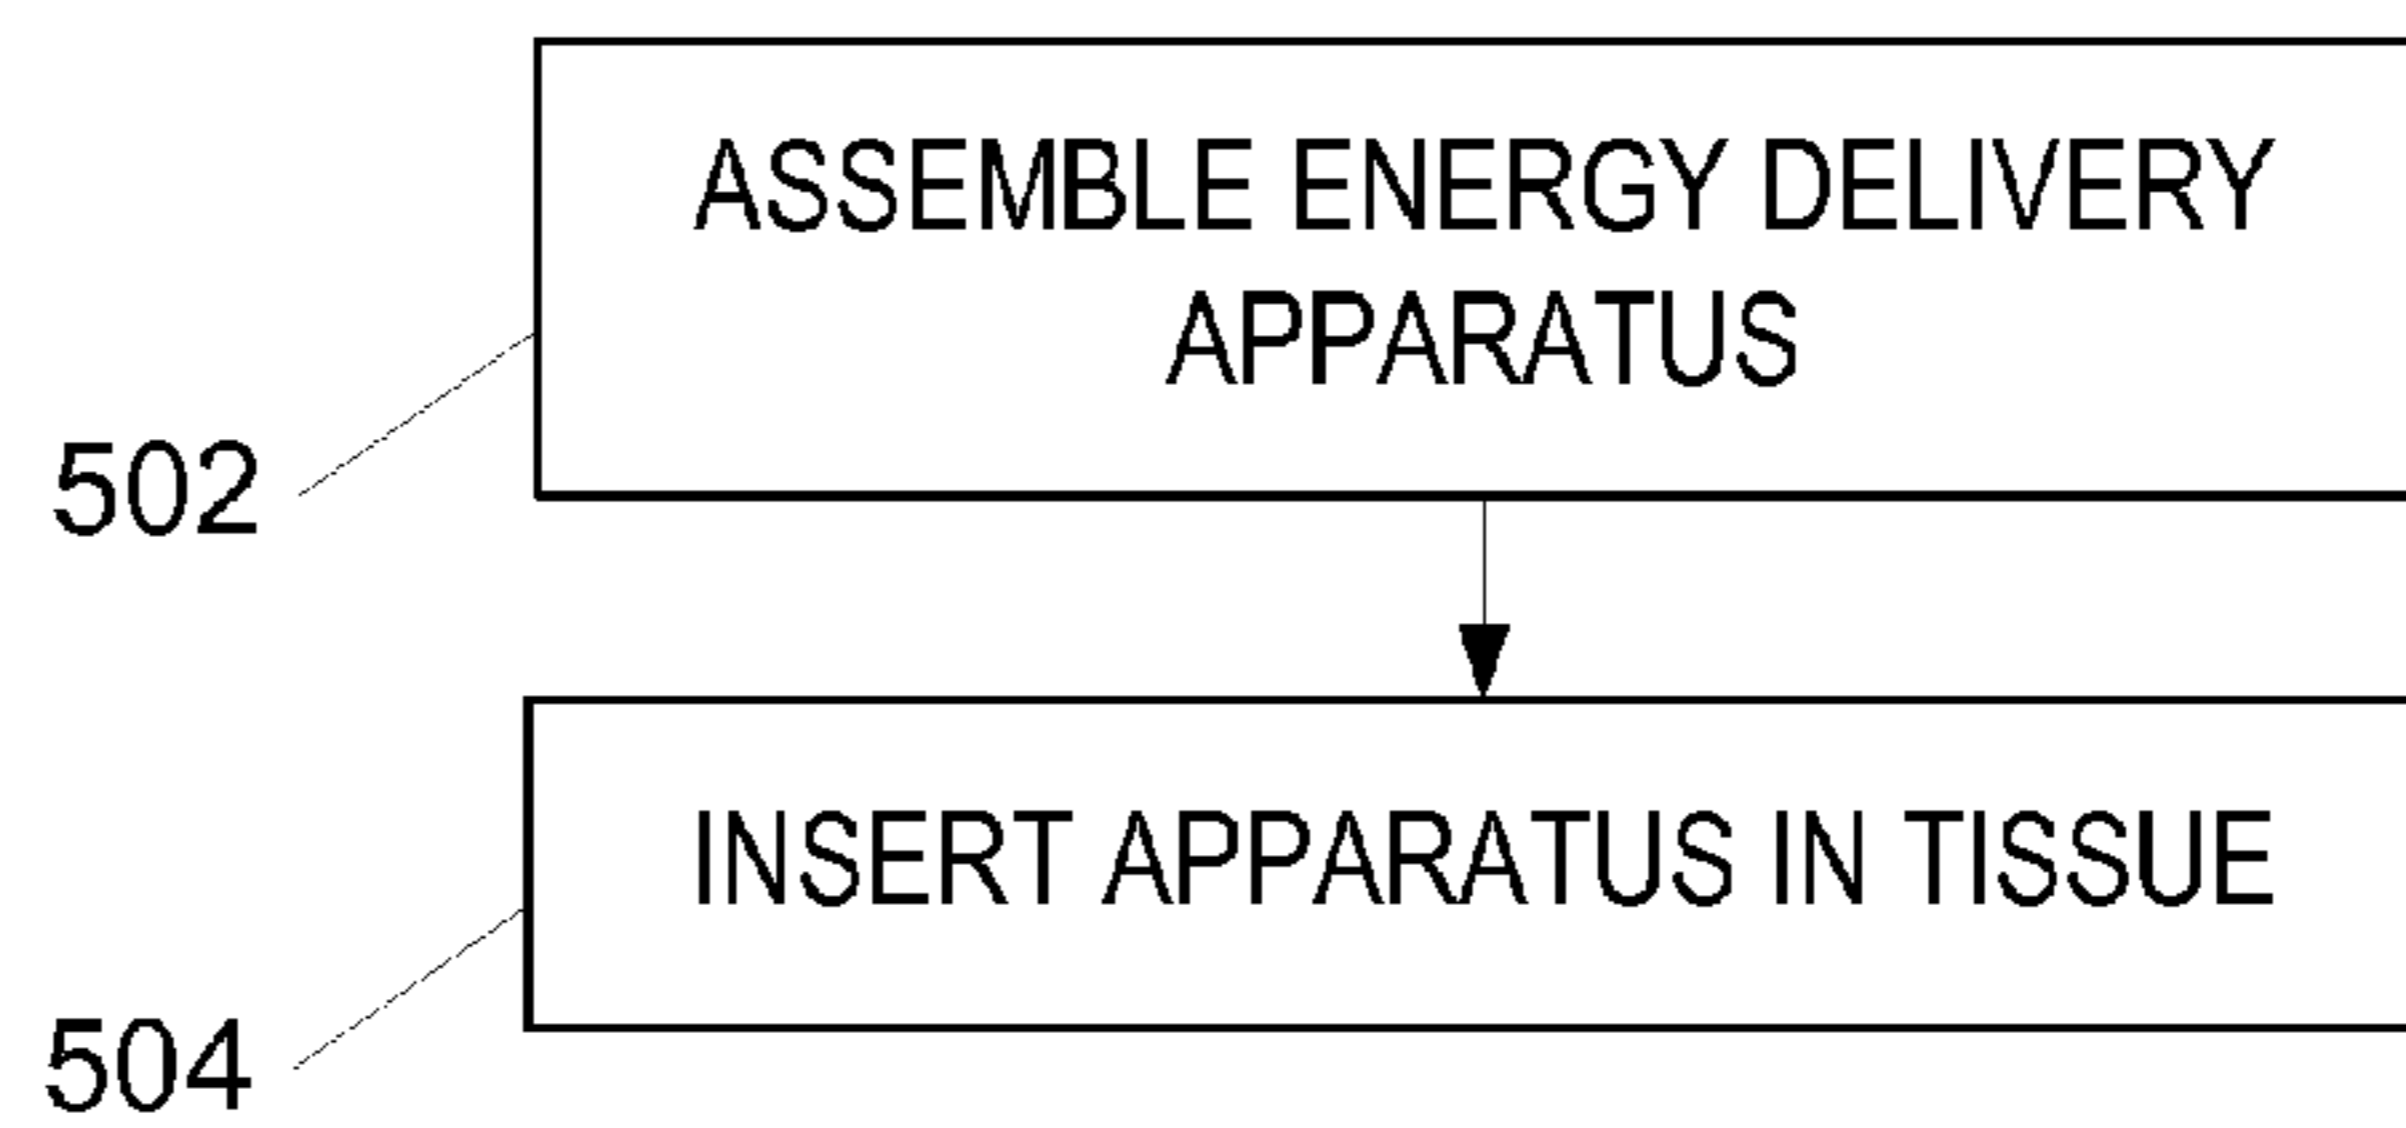 ASSEMBLE ENERGY DELIVERY
APPARATUS
502
INSERT APPARATUS IN TISSUE
504